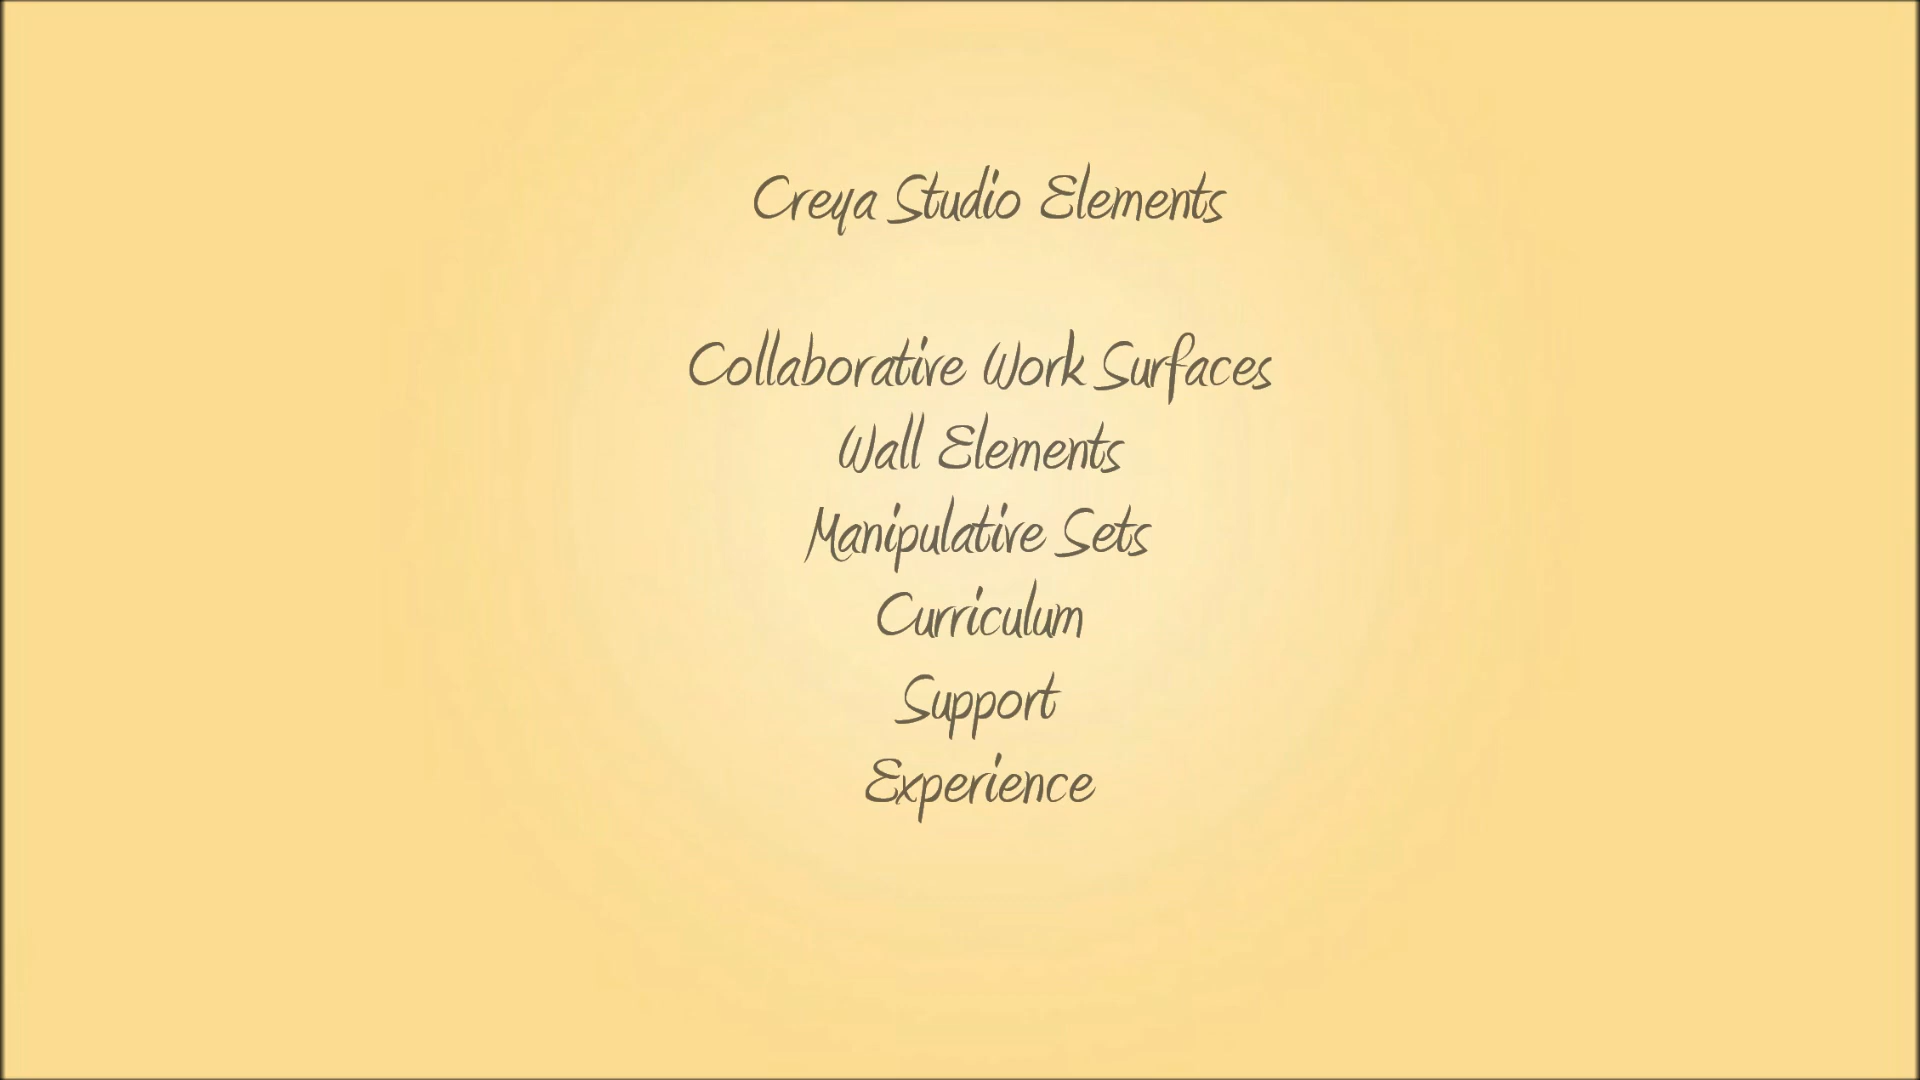 Creya Studio Elements
Collaborative Work Surfaces
Wall Elements
Manipulative Sets
Curriculum
Support
Experience